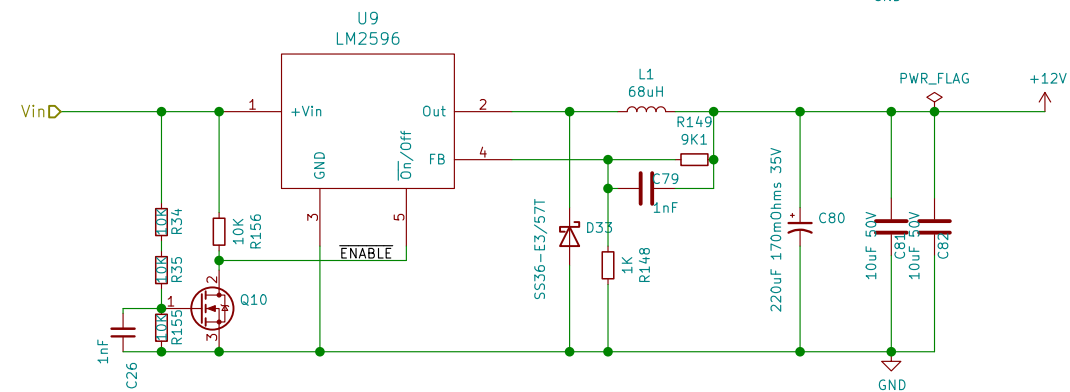 GND
U9
LM2596
Vin
1
+Vin
Out
2
L1
68uH
PWR_FLAG
+12V
R149
9K1
GND
On/Off
FB
4
3
5
C79
1nF
10K
R34
10K
R156
ENABLE
10K
R35
SS36-E3/57T
D33
1K
R148
220uF 170mOhms 35V
C80
10uF 50V
C81
10uF 50V
C82
2
Q10
1
3
10K
R155
1nF
C26
GND